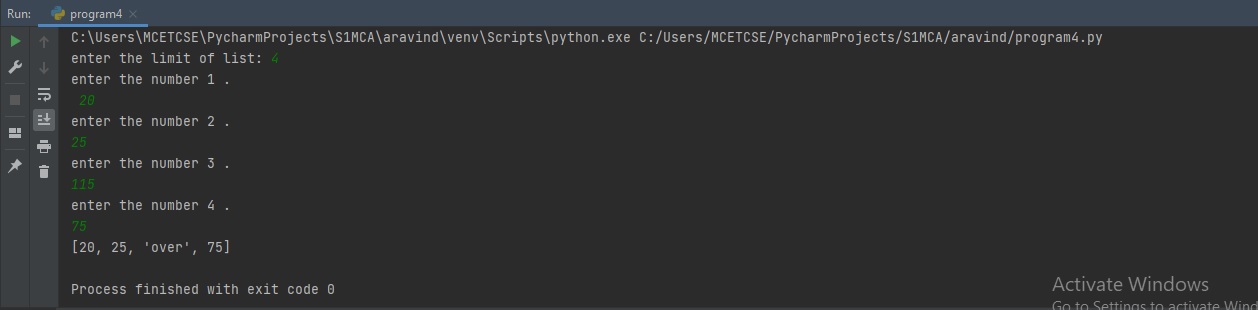 Run: program4
C:\Users\MCETCSE\PycharmProjects\S1MCA\aravind\venv\Scripts\python.exe C:/Users/MCETCSE/PycharmProjects/S1MCA/aravind/program4.py
enter the limit of list: 4
enter the number 1 .
20
enter the number 2 .
25
enter the number 3 .
115
enter the number 4 .
75
[20, 25, 'over', 75]
Process finished with exit code 0
Activate Windows
Go to Settings to activate Wind